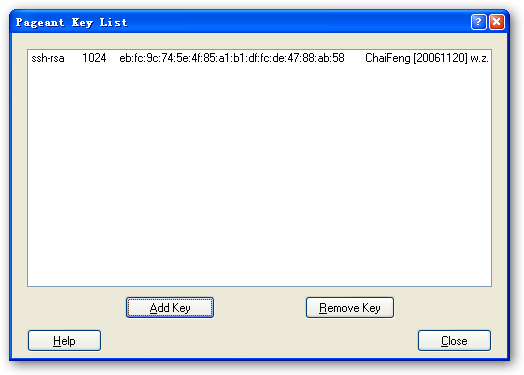 Pageant Key List
ssh-rsa 1024 eb:fc:9c:74:5e:4f:85:a1:b1:df:fc:de:47:88:ab:58 ChaiFeng [20061120] w.z.
Add Key Remove Key
Help Close